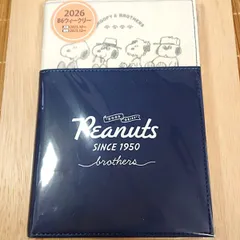 2026
B6ウィークリー
SNOOPY & BROTHERS
Peanuts
SINCE 1950
brothers